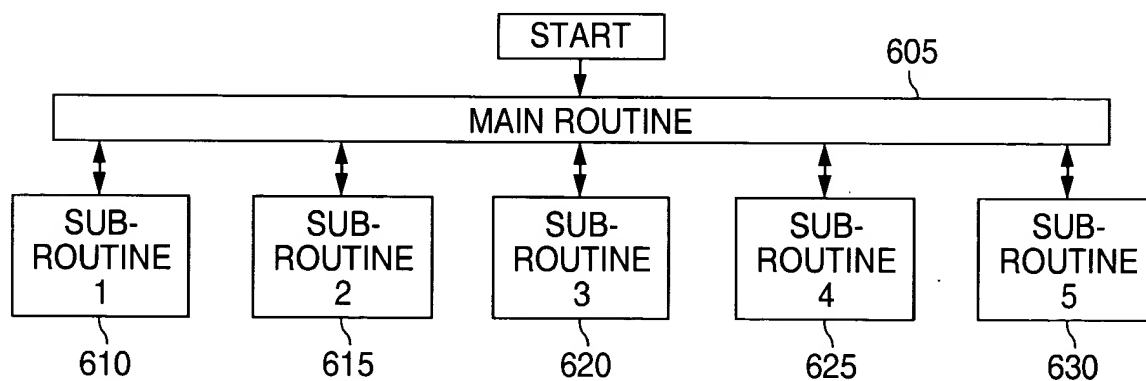 START
605
MAIN ROUTINE
SUB-
ROUTINE
1
SUB-
ROUTINE
2
SUB-
ROUTINE
3
SUB-
ROUTINE
4
SUB-
ROUTINE
5
610
615
620
625
630